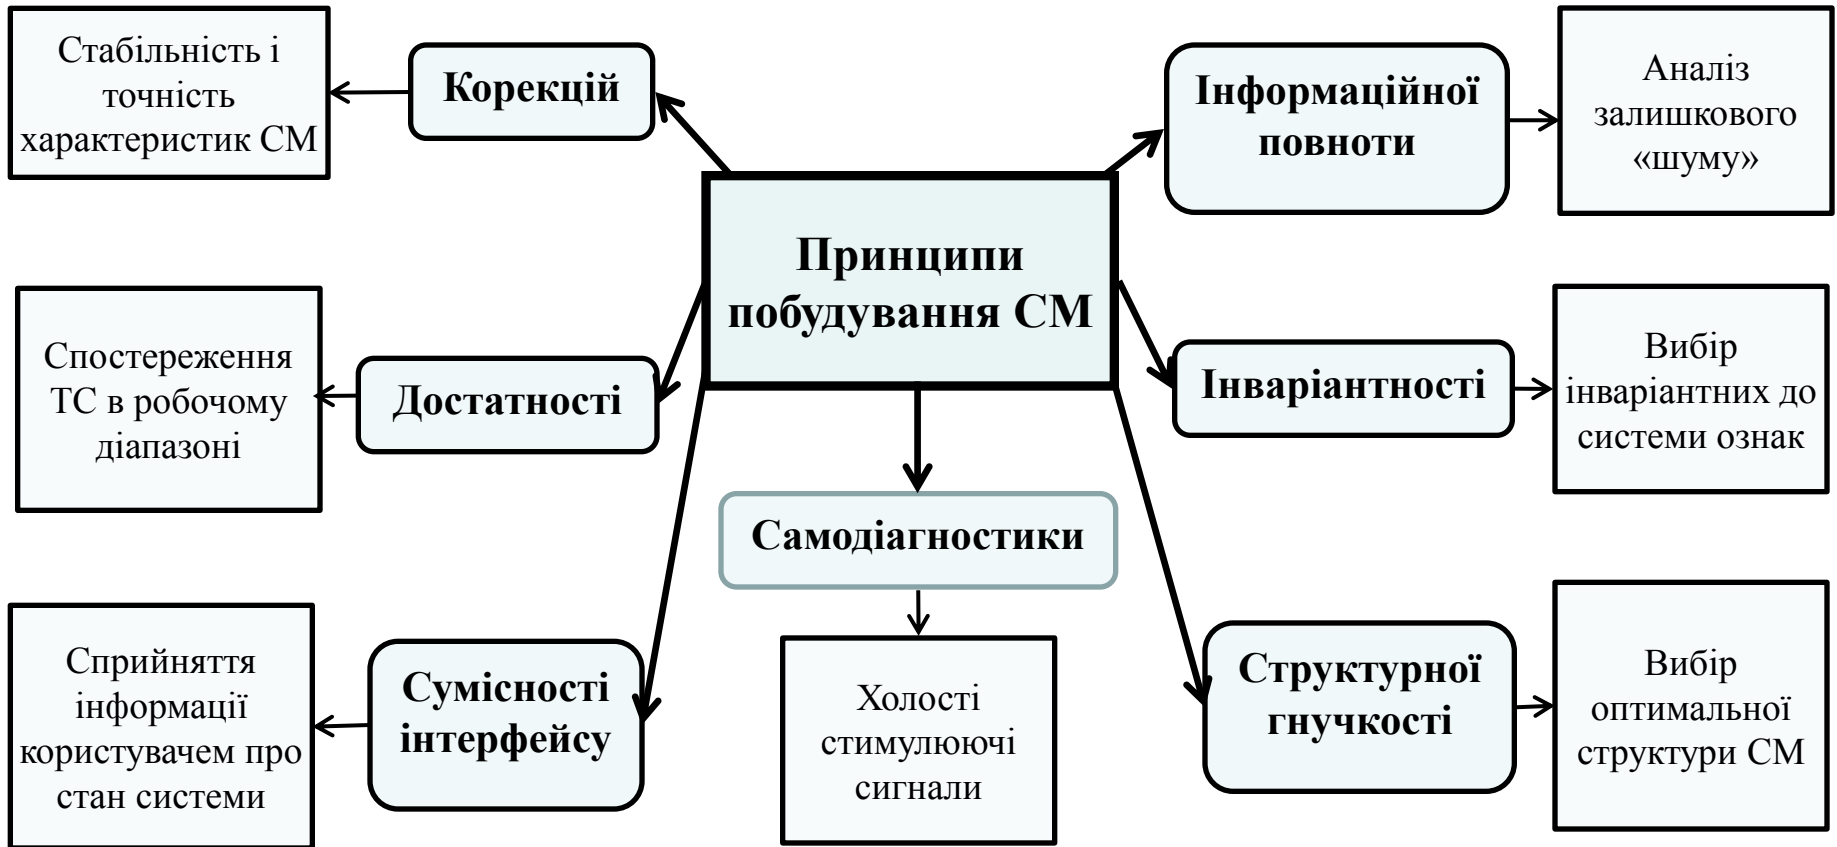 Стабільність і
точність
характеристик СМ
Корекцій
Інформаційної
повноти
Аналіз
залишкового
«шуму»
Принципи
побудування СМ
Спостереження
ТС в робочому
діапазоні
Достатності
Інваріантності
Вибір
інваріантних до
системи ознак
Самодіагностики
Сприйняття
інформації
користувачем про
стан системи
Сумісності
інтерфейсу
Холості
стимулюючі
сигнали
Структурної
гнучкості
Вибір
оптимальної
структури СМ